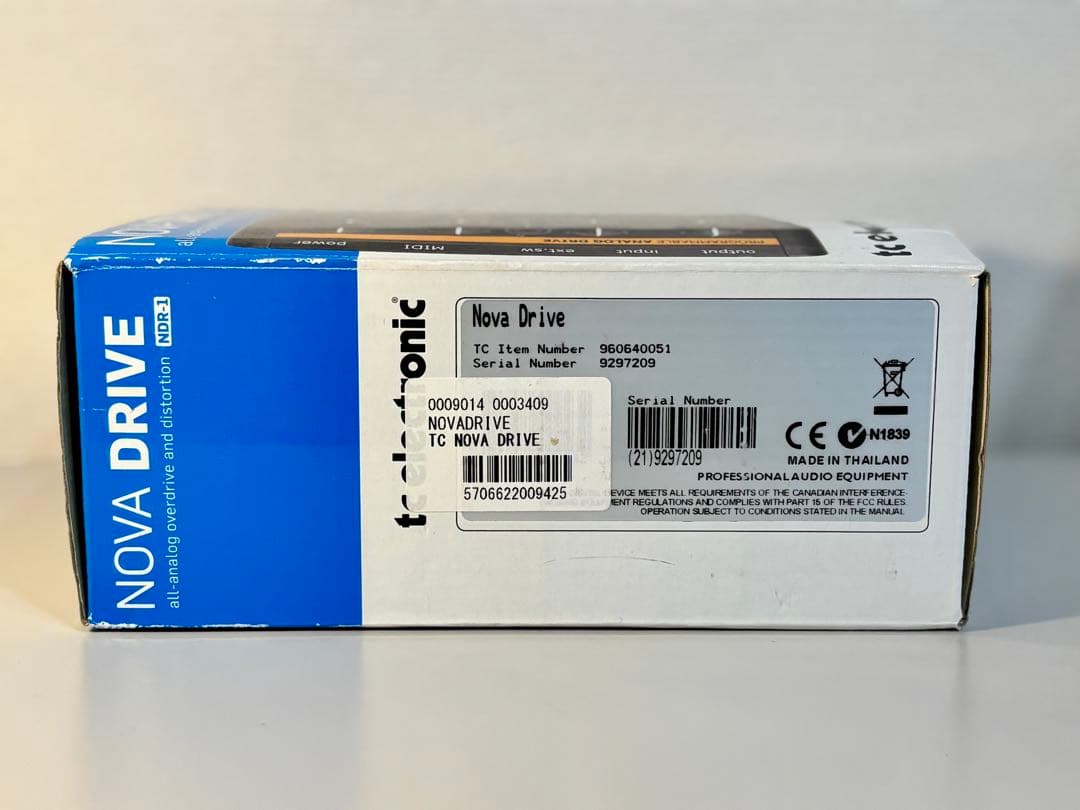 NOVA DRIVE NDR-1
all-analog overdrive and distortion
output input ext.sw MIDI power
PROGRAMMABLE ANALOG DRIVE
tc electronic®
Nova Drive
TC Item Number 960640051
Serial Number 9297209
0009014 0003409
NOVADRIVE
TC NOVA DRIVE
5706622009425
Serial Number
(21)9297209
CE N1839
MADE IN THAILAND
PROFESSIONAL AUDIO EQUIPMENT
DEVICE MEETS ALL REQUIREMENTS OF THE CANADIAN INTERFERENCE-
MENT REGULATIONS AND COMPLIES WITH PART 15 OF THE FCC RULES.
OPERATION SUBJECT TO CONDITIONS STATED IN THE MANUAL.